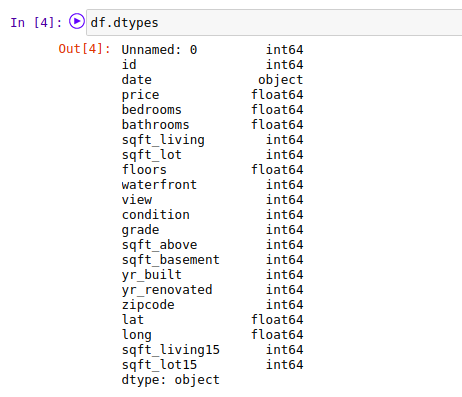 In [4]: df.dtypes
Out[4]: Unnamed: 0 int64
id int64
date object
price float64
bedrooms float64
bathrooms float64
sqft_living int64
sqft_lot int64
floors float64
waterfront int64
view int64
condition int64
grade int64
sqft_above int64
sqft_basement int64
yr_built int64
yr_renovated int64
zipcode int64
lat float64
long float64
sqft_living15 int64
sqft_lot15 int64
dtype: object